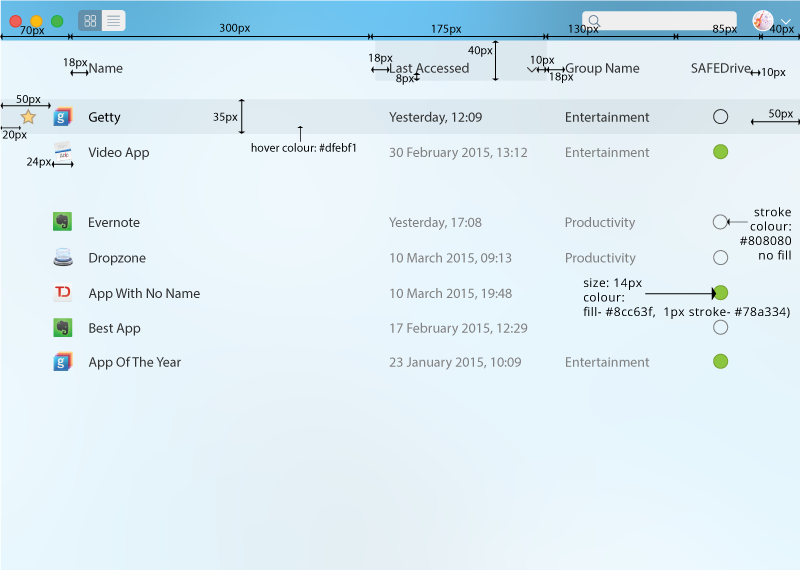 70px 300px 175px 130px 85px 40px
40px
18px Name 18px Last Accessed 10px Group Name SAFEDrive
8px 18px 10px
50px
Getty 35px Yesterday, 12:09 Entertainment 50px
20px
hover colour: #dfebf1
24px Video App 30 February 2015, 13:12 Entertainment
Evernote Yesterday, 17:08 Productivity
stroke
colour:
#808080
no fill
Dropzone 10 March 2015, 09:13 Productivity
App With No Name 10 March 2015, 19:48
size: 14px
colour:
fill- #8cc63f, 1px stroke- #78a334)
Best App 17 February 2015, 12:29
App Of The Year 23 January 2015, 10:09 Entertainment